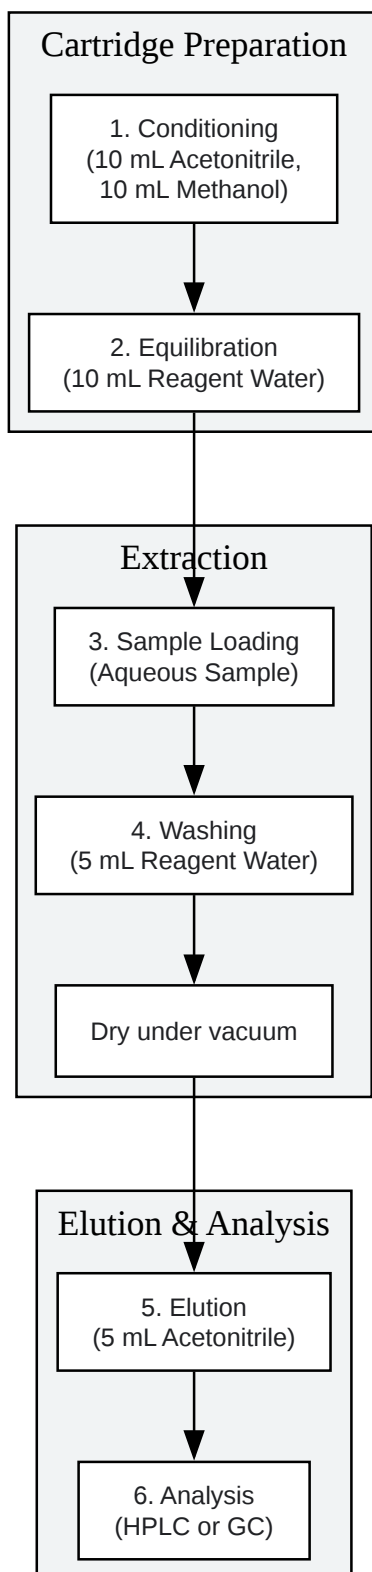 Cartridge Preparation
1. Conditioning
(10 mL Acetonitrile,
10 mL Methanol)
2. Equilibration
(10 mL Reagent Water)
Extraction
3. Sample Loading
(Aqueous Sample)
4. Washing
(5 mL Reagent Water)
Dry under vacuum
Elution & Analysis
5. Elution
(5 mL Acetonitrile)
6. Analysis
(HPLC or GC)